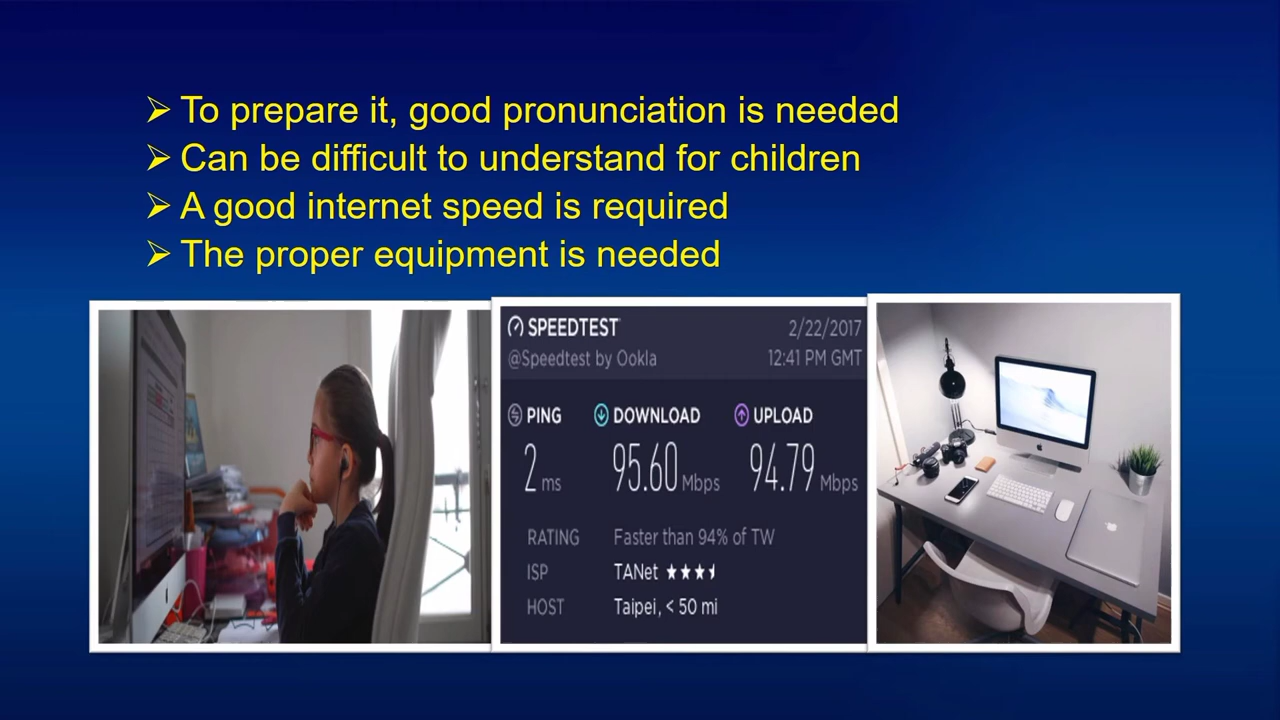 To prepare it, good pronunciation is needed
Can be difficult to understand for children
A good internet speed is required
The proper equipment is needed
SPEEDTEST 2/22/2017
@Speedtest by Ookla 12:41 PM GMT
PING DOWNLOAD UPLOAD
2 ms 95.60 Mbps 94.79 Mbps
RATING Faster than 94% of TW
ISP TANet
HOST Taipei, < 50 mi